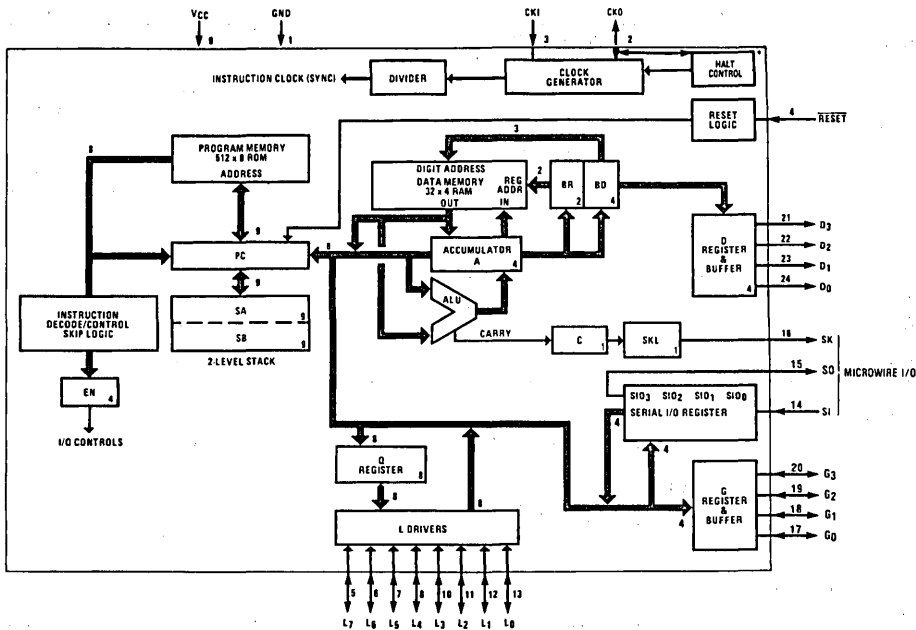 VCC
GND
CKI
CKO
9
1
3
2
INSTRUCTION CLOCK (SYNC)
DIVIDER
CLOCK
GENERATOR
HALT
CONTROL
*
RESET
LOGIC
4
RESET
8
PROGRAM MEMORY
512 x 8 ROM
ADDRESS
3
DIGIT ADDRESS
DATA MEMORY
32 x 4 RAM
OUT
REG
ADDR
IN
2
BR
2
BD
4
9
PC
8
ACCUMULATOR
A
4
D
REGISTER
&
BUFFER
4
21
D3
22
D2
23
D1
24
D0
9
SA
9
SB
9
2-LEVEL STACK
INSTRUCTION
DECODE/CONTROL
SKIP LOGIC
ALU
CARRY
C
1
SKL
1
16
SK
15
SO
MICROWIRE I/O
EN
4
I/O CONTROLS
SIO3 SIO2 SIO1 SIO0
SERIAL I/O REGISTER
14
SI
4
4
8
Q
REGISTER
8
8
8
L DRIVERS
4
G
REGISTER
&
BUFFER
20
G3
19
G2
18
G1
17
G0
5
6
7
8
10
11
12
13
L7
L6
L5
L4
L3
L2
L1
L0